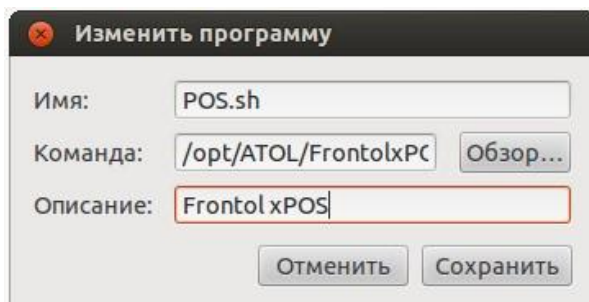 Изменить программу
Имя: POS.sh
Команда: /opt/ATOL/FrontolxPC Обзор...
Описание: Frontol xPOS
Отменить Сохранить